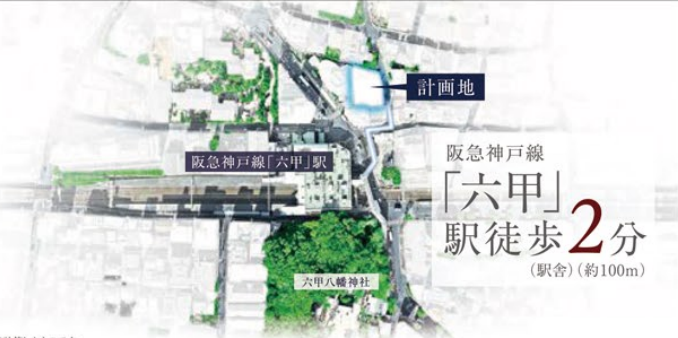 計画地
阪急神戸線「六甲」駅
阪急神戸線
「六甲」
駅徒歩2分
(駅舎)(約100m)
六甲八幡神社